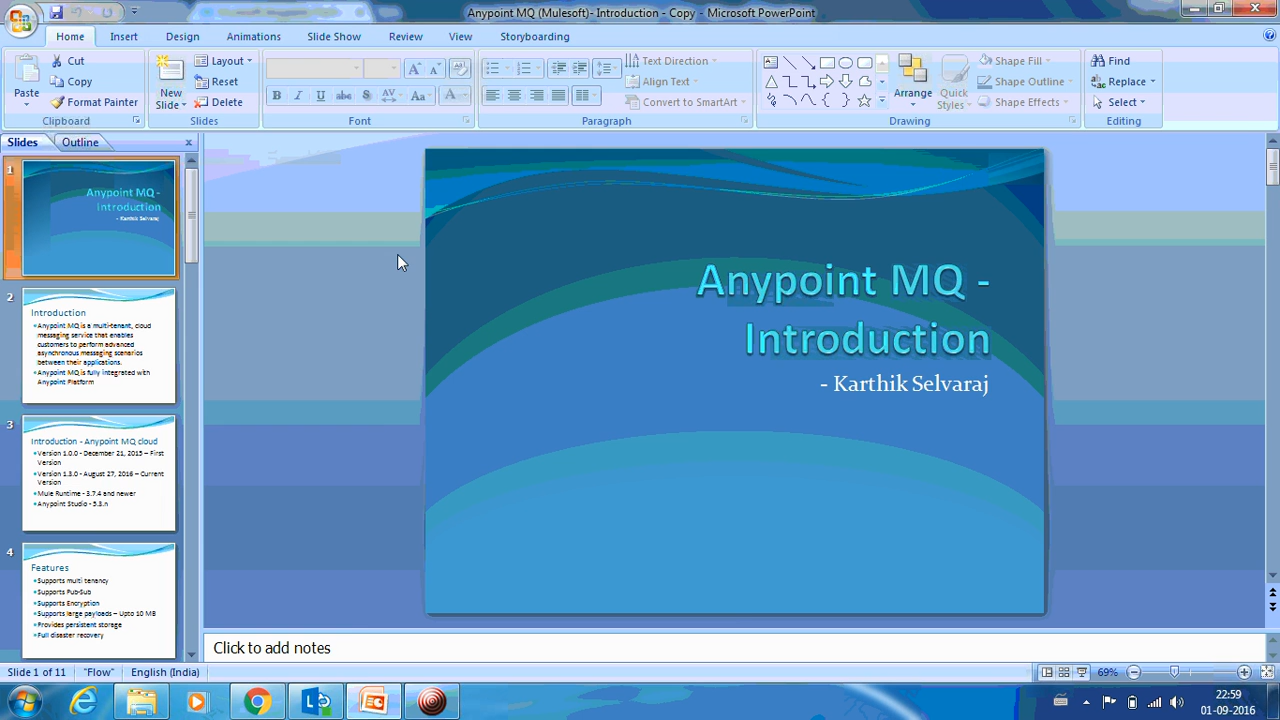 Anypoint MQ (Mulesoft)- Introduction - Copy - Microsoft PowerPoint
Home Insert Design Animations Slide Show Review View Storyboarding
Paste
Cut
Copy
Format Painter
Clipboard
New Slide
Layout
Reset
Delete
Slides
B I U abc S AV Aa A
Font
Text Direction
Align Text
Convert to SmartArt
Paragraph
Arrange
Quick Styles
Shape Fill
Shape Outline
Shape Effects
Drawing
Find
Replace
Select
Editing
Slides Outline
1
Anypoint MQ -
Introduction
- Karthik Selvaraj
2
Introduction
Anypoint MQ is a multi-tenant, cloud
messaging service that enables
customers to perform advanced
asynchronous messaging scenarios
between their applications.
Anypoint MQ is fully integrated with
Anypoint Platform
3
Introduction - Anypoint MQ cloud
Version 1.0.0 - December 21, 2015 – First
Version
Version 1.3.0 - August 27, 2016 – Current
Version
Mule Runtime - 3.7.4 and newer
Anypoint Studio - 5.3.n
4
Features
Supports multi tenancy
Supports Pub-Sub
Supports Encryption
Supports large payloads – Upto 10 MB
Provides persistent storage
Full disaster recovery
Anypoint MQ -
Introduction
- Karthik Selvaraj
Click to add notes
Slide 1 of 11 "Flow" English (India) 69%
22:59
01-09-2016